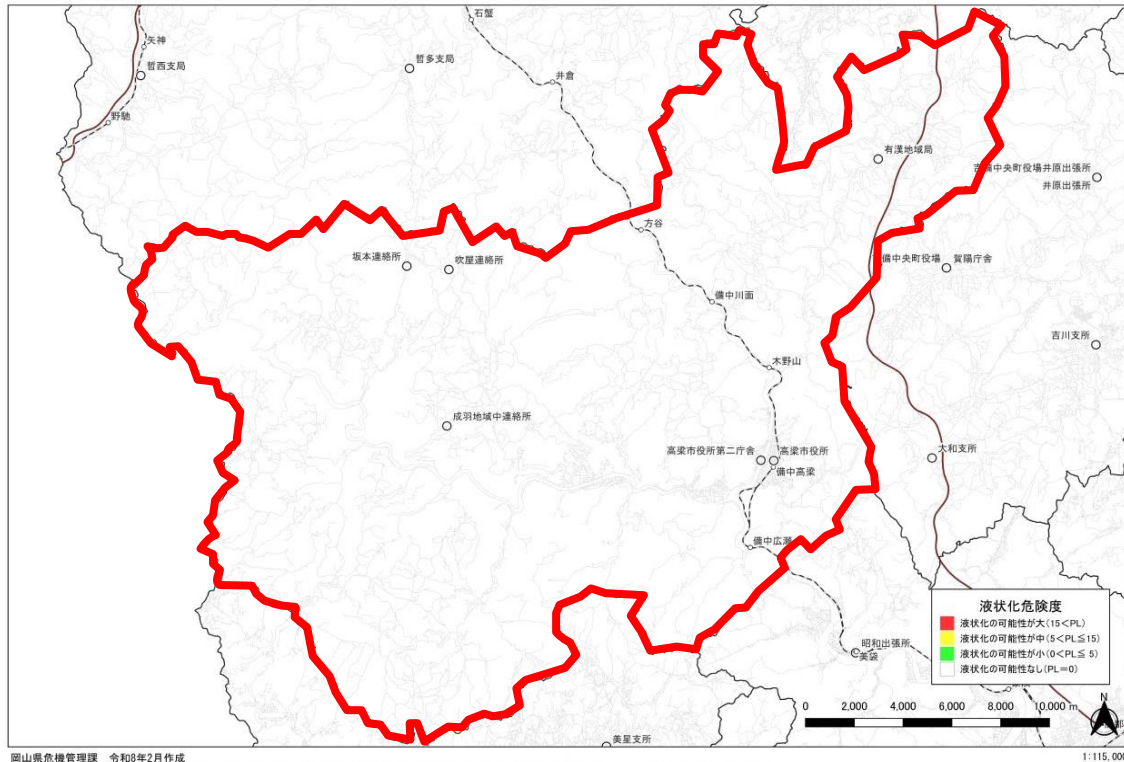 石蟹
矢神
哲西支局
哲多支局
井倉
野馳
有漢地域局
吉備中央町役場井原出張所
井原出張所
方谷
坂本連絡所
吹屋連絡所
備中央町役場
賀陽庁舎
備中川面
吉川支所
木野山
成羽地域中連絡所
高梁市役所第二庁舎
高梁市役所
備中高梁
大和支所
備中広瀬
昭和出張所
美袋
美星支所
液状化危険度
液状化の可能性が大(15<PL)
液状化の可能性が中(5<PL≦15)
液状化の可能性が小(0<PL≦ 5)
液状化の可能性なし(PL=0)
0 2,000 4,000 6,000 8,000 10,000 m
N
岡山県危機管理課 令和8年2月作成
1:115,000